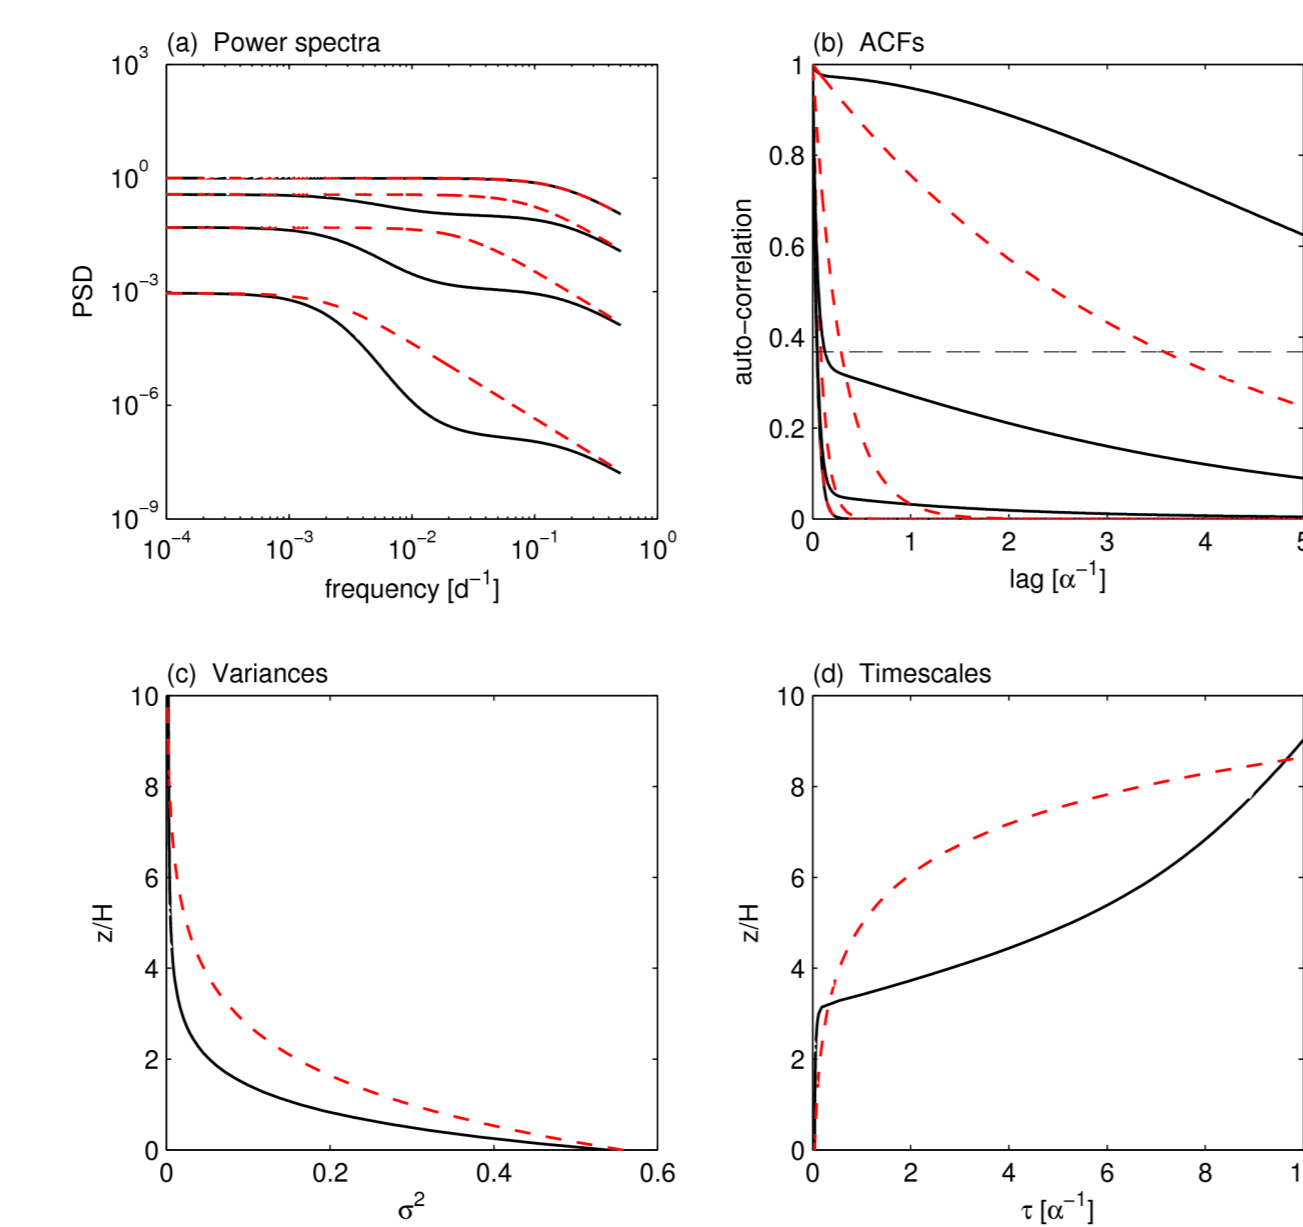 (a) Power spectra
10^3
10^0
10^−3
10^−6
10^−9
PSD
10^−4 10^−3 10^−2 10^−1 10^0
frequency [d^−1]
(b) ACFs
1
0.8
0.6
0.4
0.2
0
auto−correlation
0 1 2 3 4 5
lag [α^−1]
(c) Variances
10
8
6
4
2
0
z/H
0 0.2 0.4 0.6
σ^2
(d) Timescales
10
8
6
4
2
0
z/H
0 2 4 6 8 1
τ [α^−1]